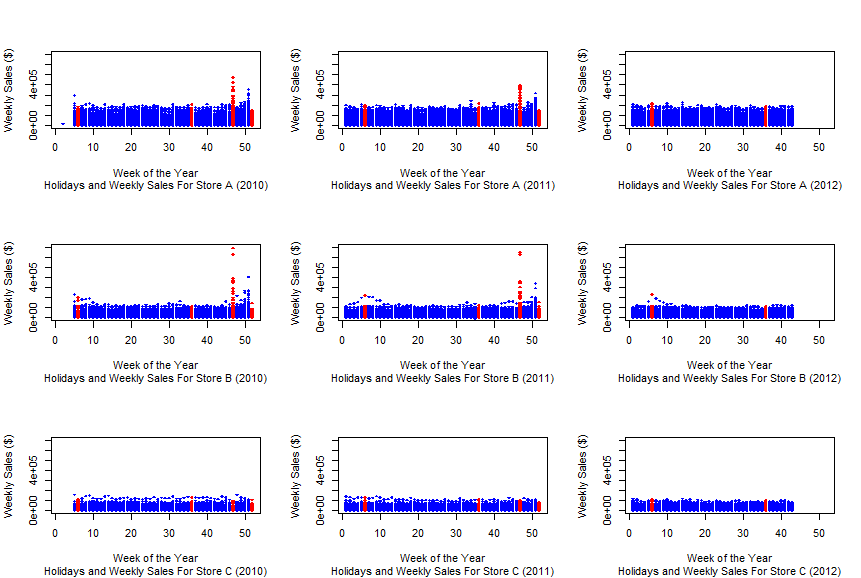 Weekly Sales ($)
4e+05
0e+00
0 10 20 30 40 50
Week of the Year
Holidays and Weekly Sales For Store A (2010)
Weekly Sales ($)
4e+05
0e+00
0 10 20 30 40 50
Week of the Year
Holidays and Weekly Sales For Store A (2011)
Weekly Sales ($)
4e+05
0e+00
0 10 20 30 40 50
Week of the Year
Holidays and Weekly Sales For Store A (2012)
Weekly Sales ($)
4e+05
0e+00
0 10 20 30 40 50
Week of the Year
Holidays and Weekly Sales For Store B (2010)
Weekly Sales ($)
4e+05
0e+00
0 10 20 30 40 50
Week of the Year
Holidays and Weekly Sales For Store B (2011)
Weekly Sales ($)
4e+05
0e+00
0 10 20 30 40 50
Week of the Year
Holidays and Weekly Sales For Store B (2012)
Weekly Sales ($)
4e+05
0e+00
0 10 20 30 40 50
Week of the Year
Holidays and Weekly Sales For Store C (2010)
Weekly Sales ($)
4e+05
0e+00
0 10 20 30 40 50
Week of the Year
Holidays and Weekly Sales For Store C (2011)
Weekly Sales ($)
4e+05
0e+00
0 10 20 30 40 50
Week of the Year
Holidays and Weekly Sales For Store C (2012)